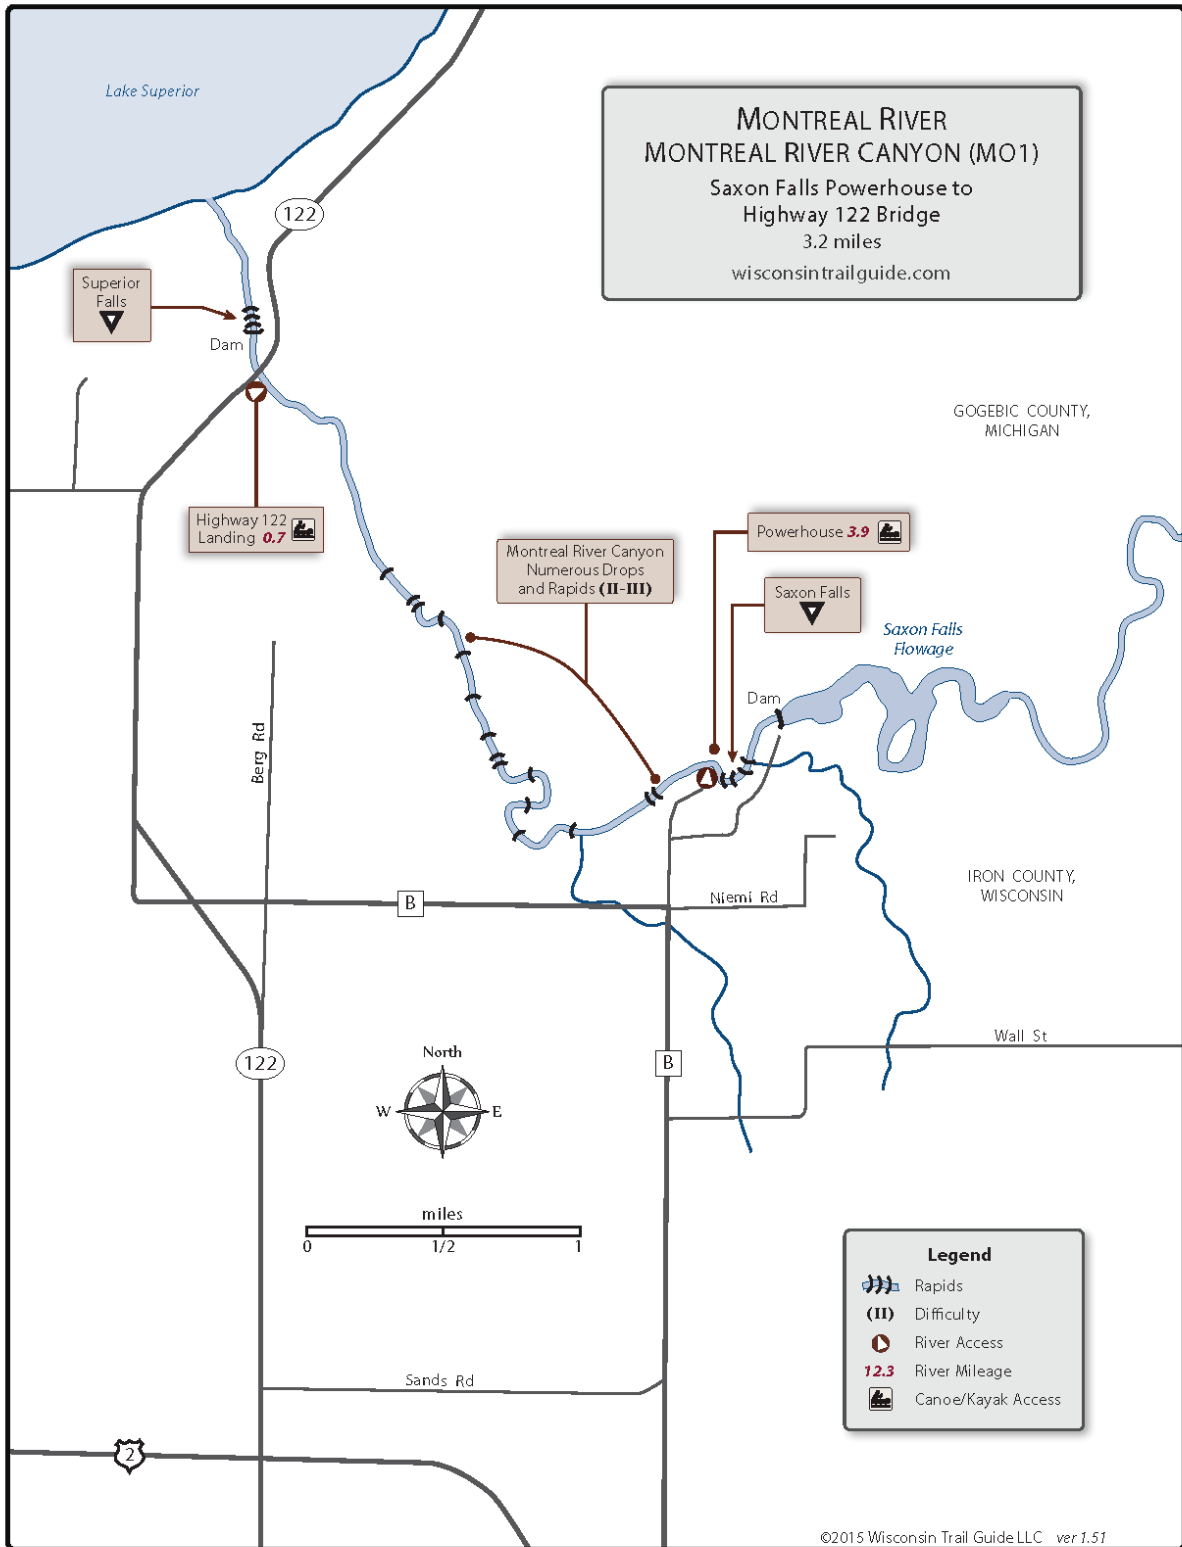 Lake Superior
MONTREAL RIVER
MONTREAL RIVER CANYON (MO1)
Saxon Falls Powerhouse to
Highway 122 Bridge
3.2 miles
wisconsintrailguide.com
122
Superior
Falls
Dam
GOGEBIC COUNTY,
MICHIGAN
Highway 122
Landing 0.7
Montreal River Canyon
Numerous Drops
and Rapids (II-III)
Powerhouse 3.9
Saxon Falls
Saxon Falls
Flowage
Dam
Berg Rd
IRON COUNTY,
WISCONSIN
Niemi Rd
B
Wall St
122
B
North
W
E
miles
0 1/2 1
Legend
Rapids
(II) Difficulty
River Access
12.3 River Mileage
Canoe/Kayak Access
Sands Rd
2
©2015 Wisconsin Trail Guide LLC ver 1.51